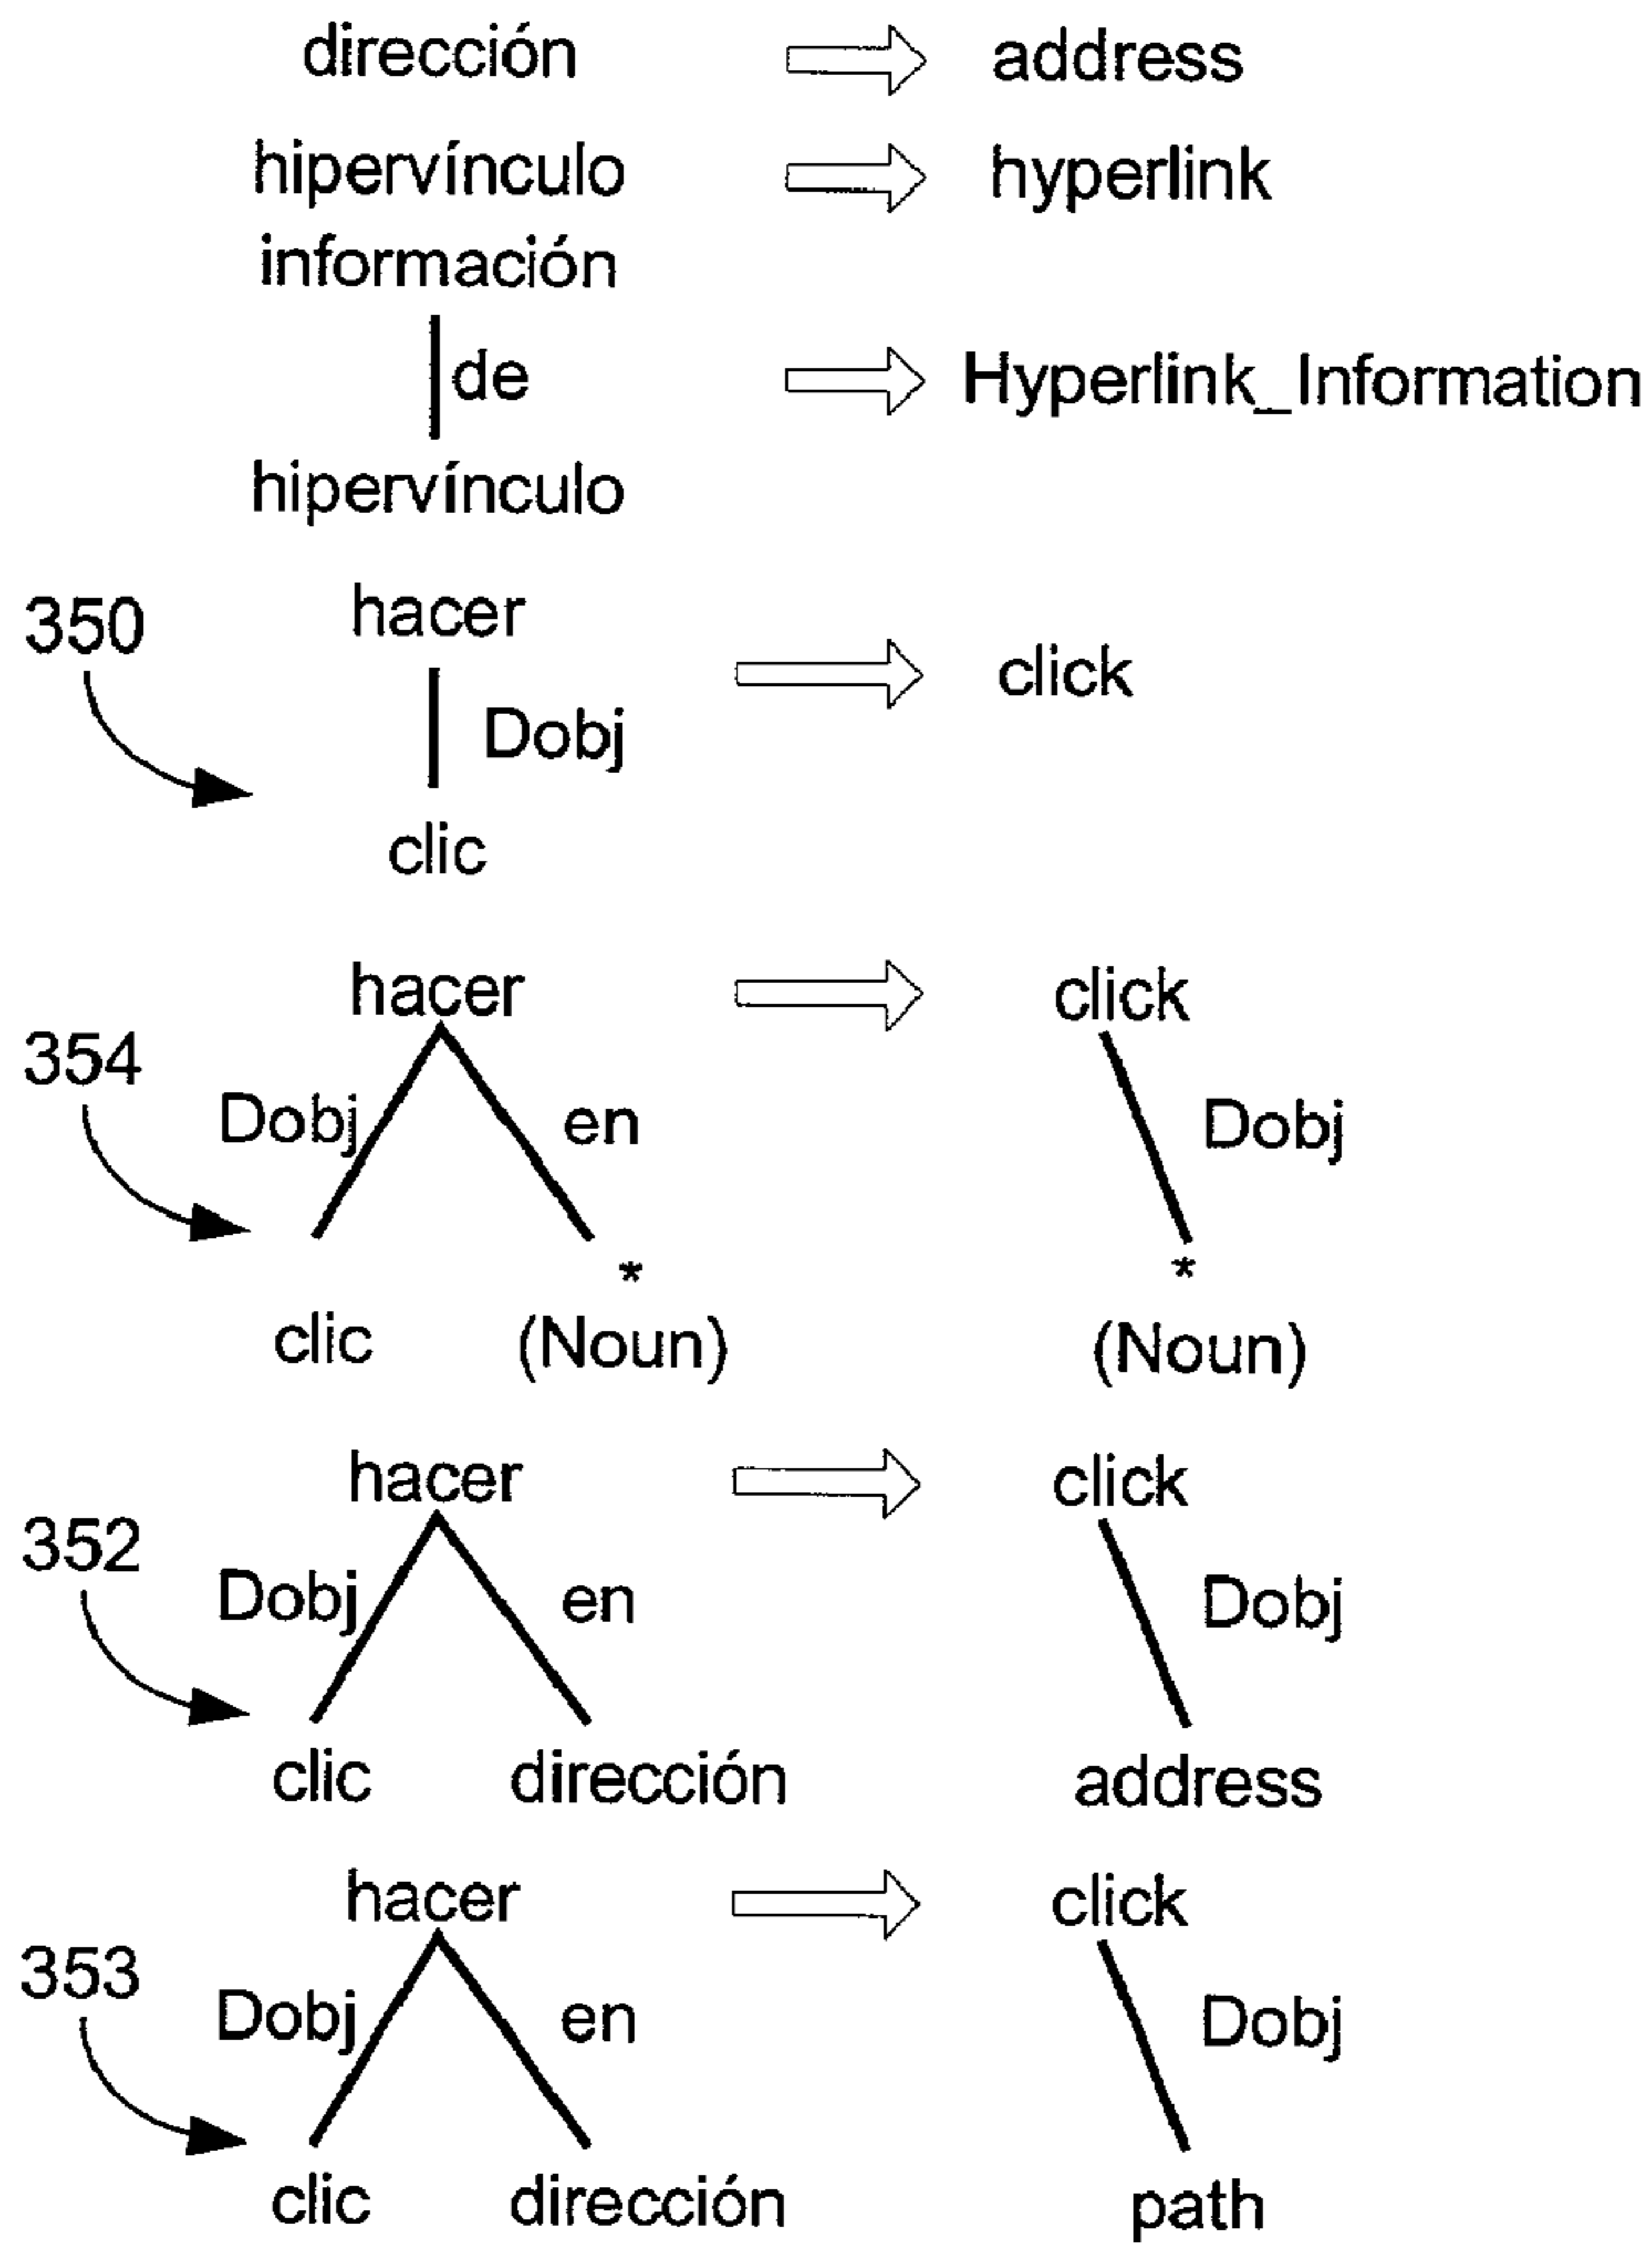 dirección address
hipervínculo hyperlink
información
de Hyperlink_Information
hipervínculo
350 hacer click
Dobj
clic
hacer click
354 Dobj en Dobj
* *
clic (Noun) (Noun)
hacer click
352 Dobj en Dobj
clic dirección address
hacer click
353 Dobj en Dobj
clic dirección path